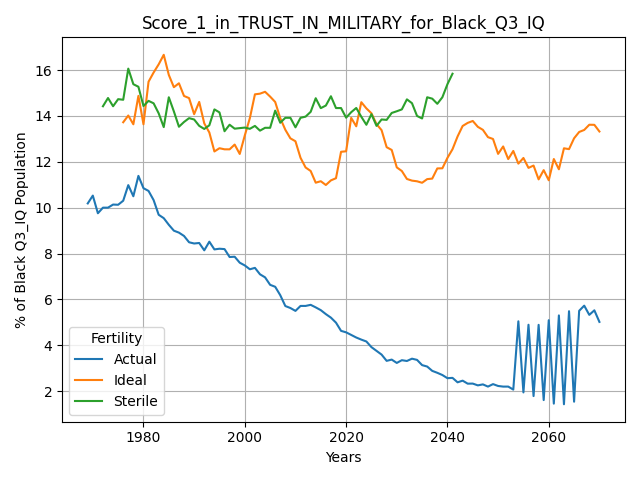 Score_1_in_TRUST_IN_MILITARY_for_Black_Q3_IQ
% of Black Q3_IQ Population
16
14
12
10
8
6
4
2
Fertility
Actual
Ideal
Sterile
1980
2000
2020
2040
2060
Years